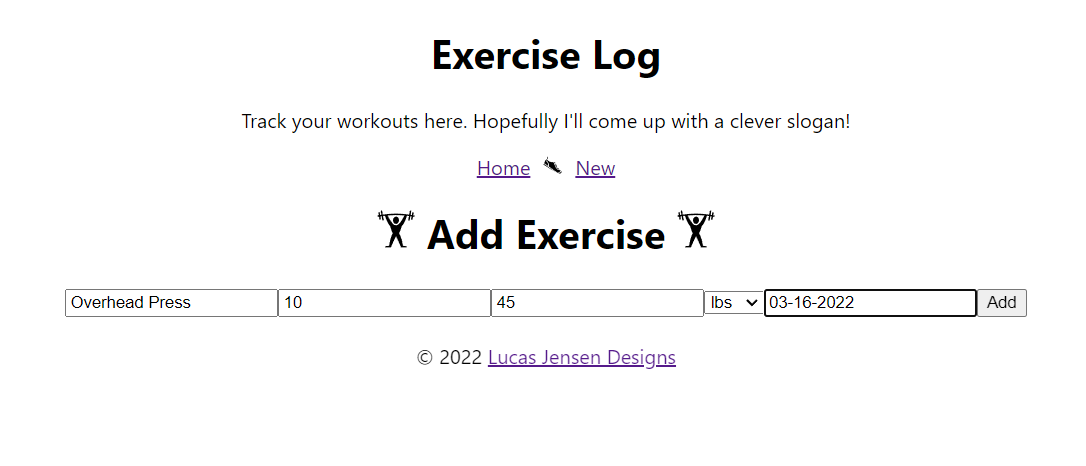 Exercise Log
Track your workouts here. Hopefully I'll come up with a clever slogan!
Home New
Add Exercise
Overhead Press 10 45 lbs 03-16-2022 Add
© 2022 Lucas Jensen Designs